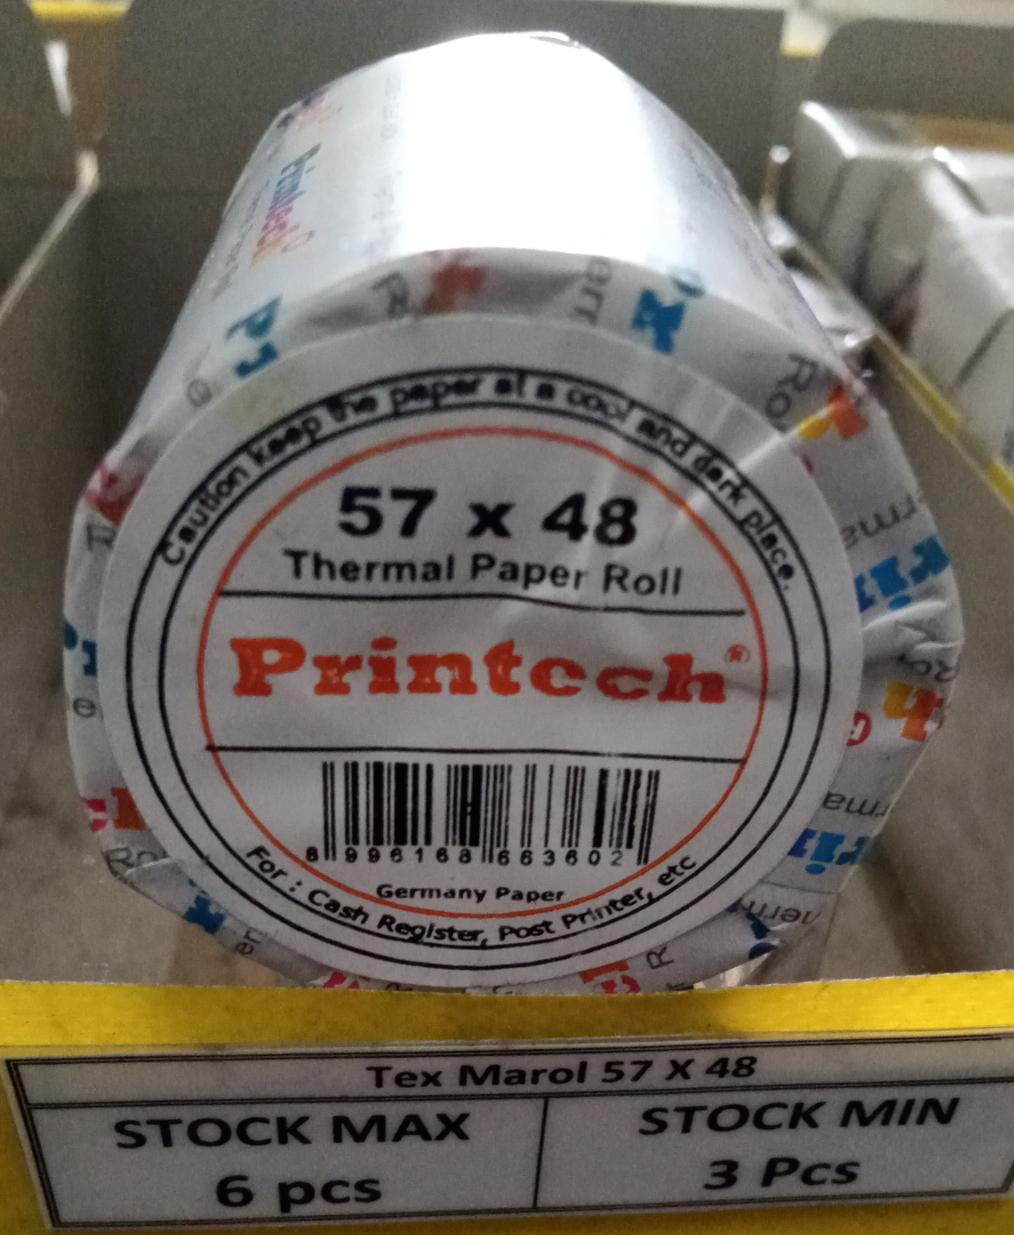 Caution keep the paper at a cool and dark place.
57 x 48
Thermal Paper Roll
Printech®
8 996168 663602
Germany Paper
For : Cash Register, Post Printer, etc
Tex Marol 57 X 48
STOCK MAX
6 pcs
STOCK MIN
3 Pcs